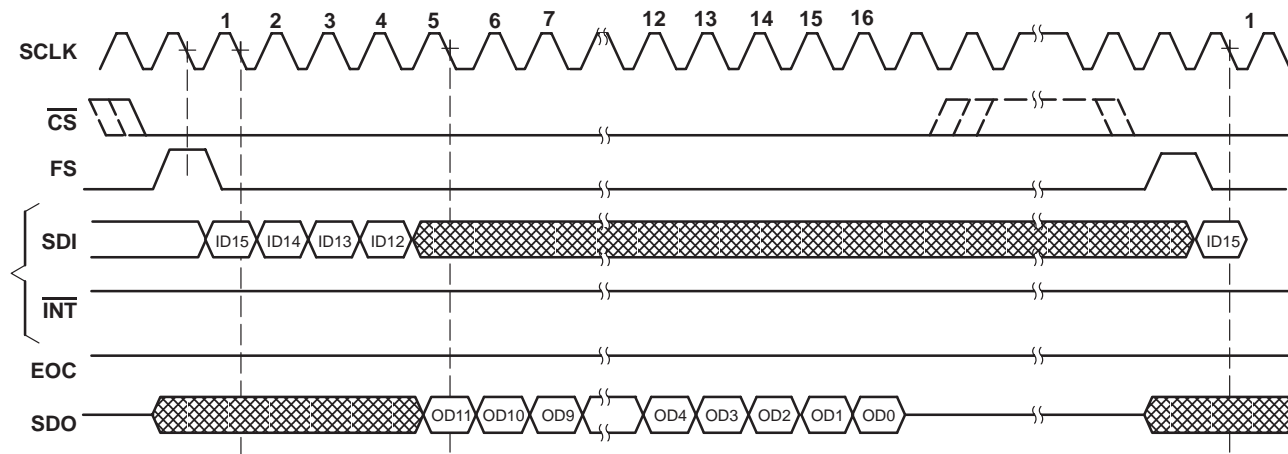 1 2 3 4 5 6 7 12 13 14 15 16 1
SCLK
CS
FS
SDI ID15 ID14 ID13 ID12 ID15
INT
EOC
SDO OD11 OD10 OD9 OD4 OD3 OD2 OD1 OD0